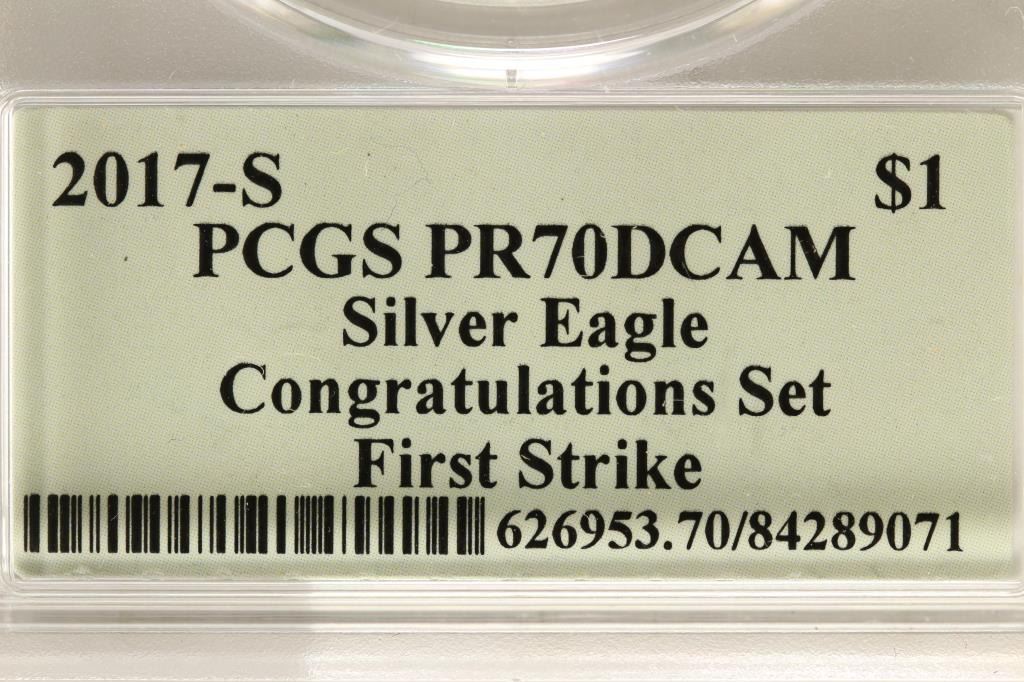 2017-S $1
PCGS PR70DCAM
Silver Eagle
Congratulations Set
First Strike
626953.70/84289071